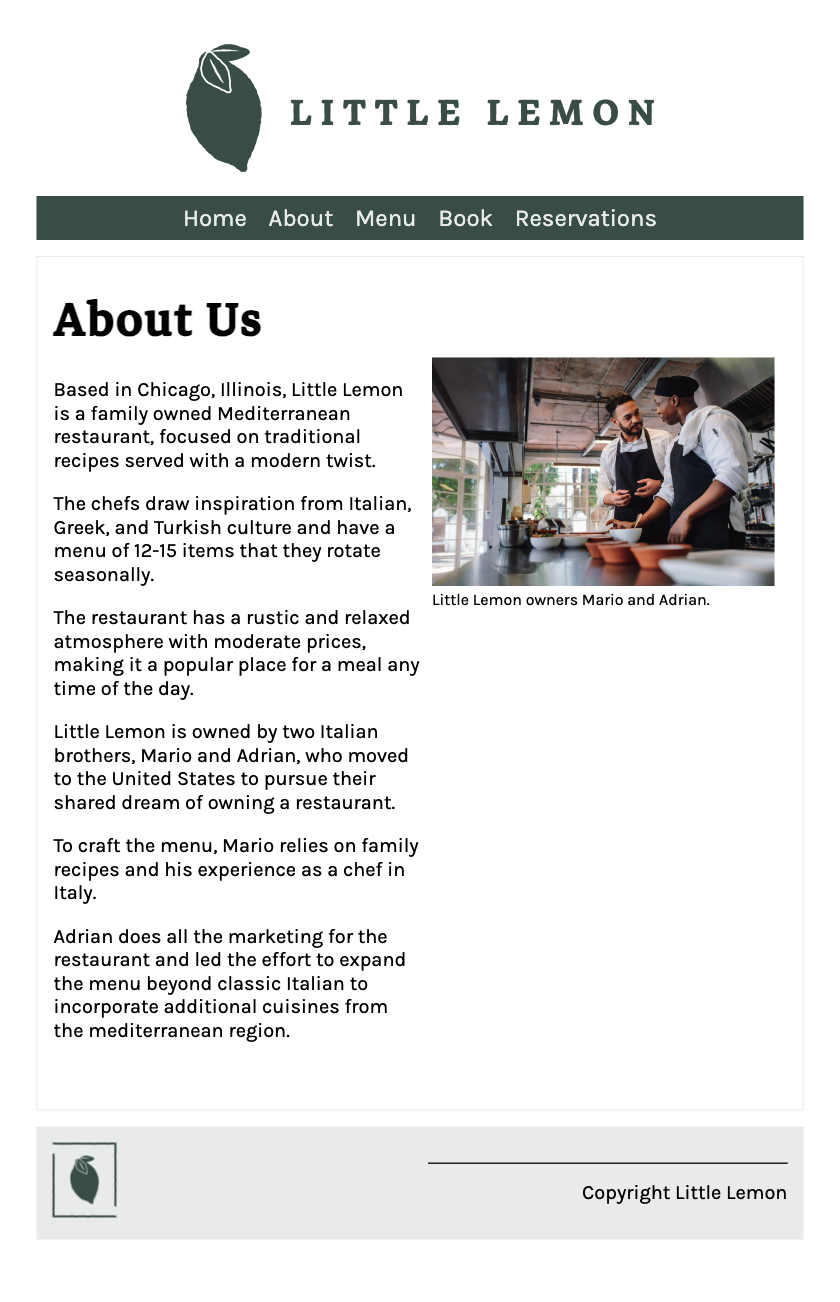 LITTLE LEMON
Home About Menu Book Reservations
About Us
Based in Chicago, Illinois, Little Lemon
is a family owned Mediterranean
restaurant, focused on traditional
recipes served with a modern twist.
The chefs draw inspiration from Italian,
Greek, and Turkish culture and have a
menu of 12-15 items that they rotate
seasonally.
The restaurant has a rustic and relaxed
atmosphere with moderate prices,
making it a popular place for a meal any
time of the day.
Little Lemon is owned by two Italian
brothers, Mario and Adrian, who moved
to the United States to pursue their
shared dream of owning a restaurant.
To craft the menu, Mario relies on family
recipes and his experience as a chef in
Italy.
Adrian does all the marketing for the
restaurant and led the effort to expand
the menu beyond classic Italian to
incorporate additional cuisines from
the mediterranean region.
Little Lemon owners Mario and Adrian.
Copyright Little Lemon